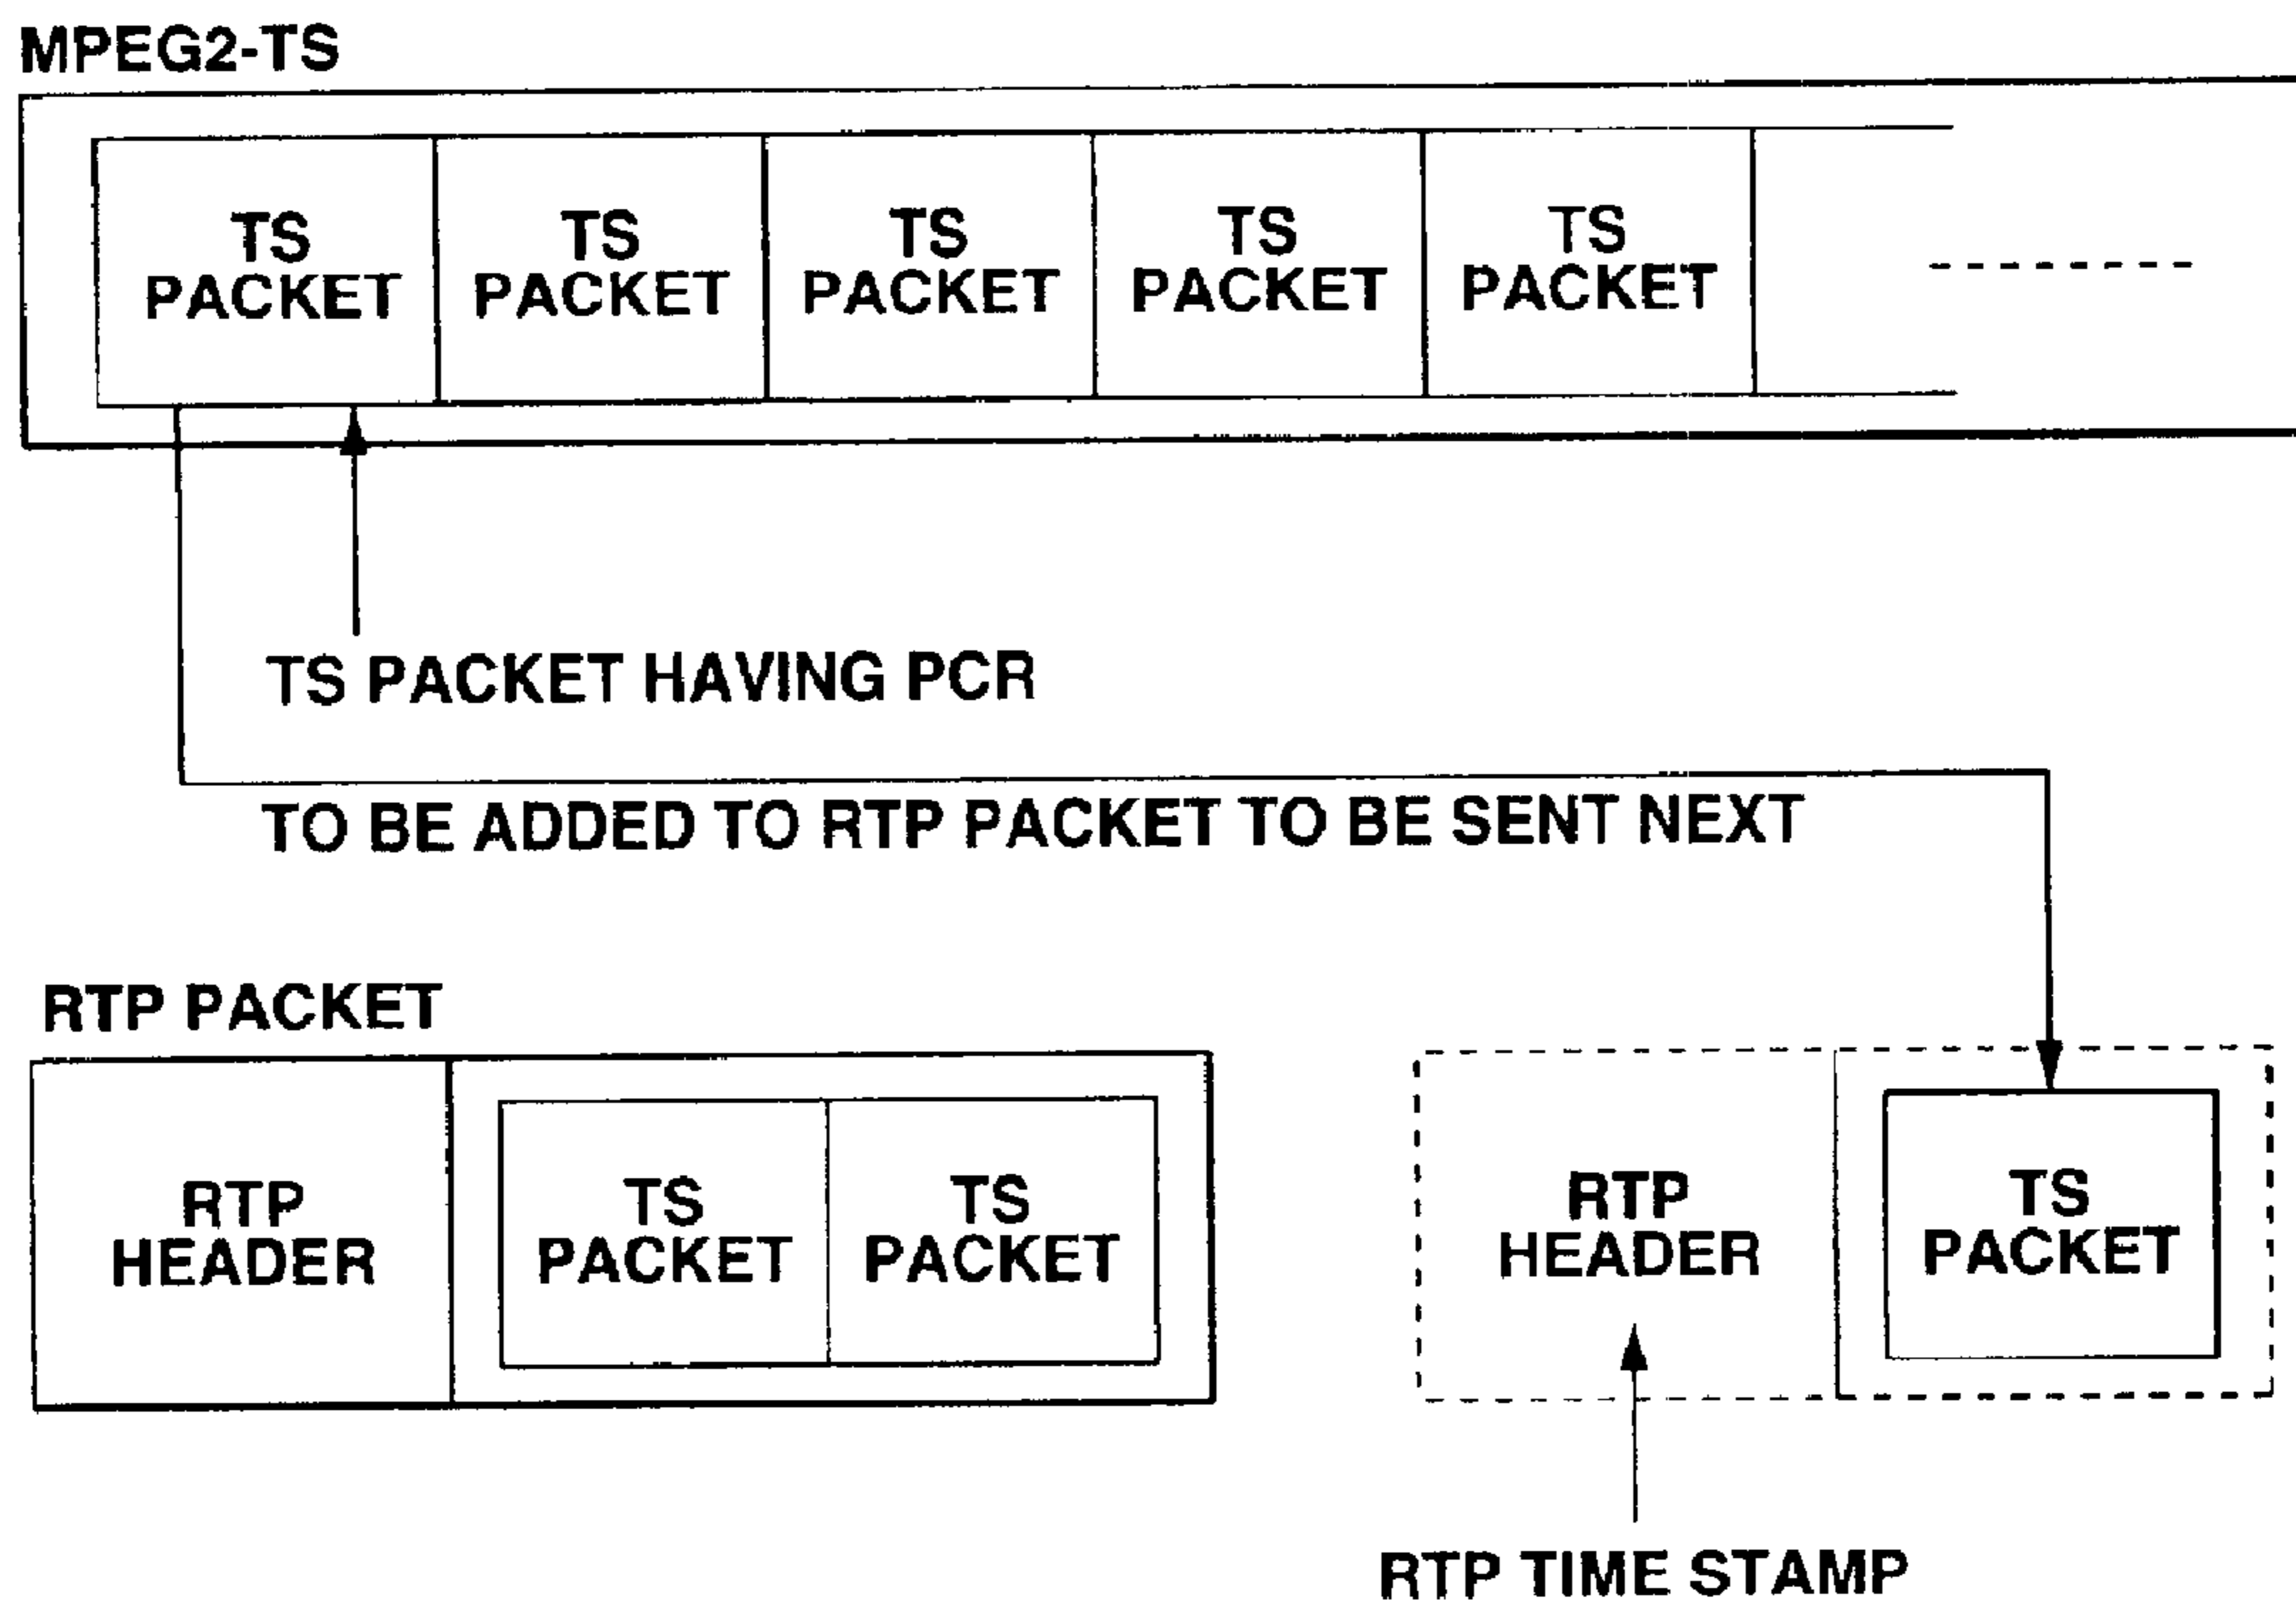 MPEG2-TS
TS
PACKET
TS
PACKET
TS
PACKET
TS
PACKET
TS
PACKET
TS PACKET HAVING PCR
TO BE ADDED TO RTP PACKET TO BE SENT NEXT
RTP PACKET
RTP
HEADER
TS
PACKET
TS
PACKET
RTP
HEADER
TS
PACKET
RTP TIME STAMP